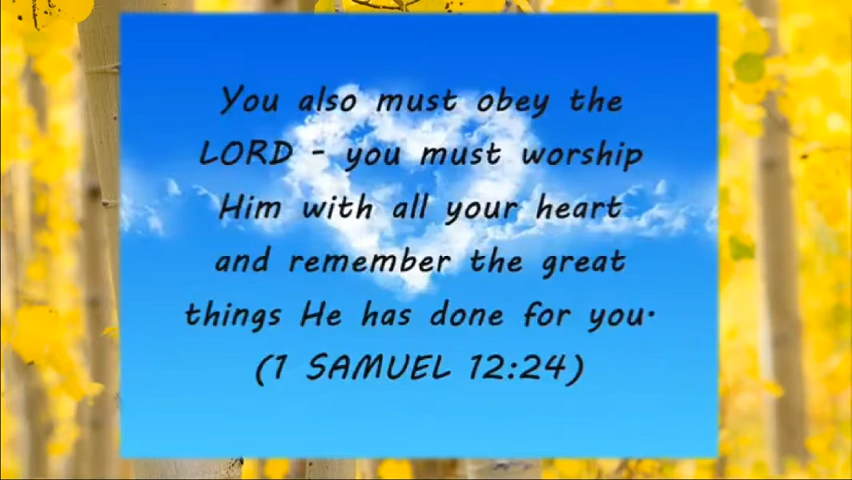 You also must obey the
LORD - you must worship
Him with all your heart
and remember the great
things He has done for you.
(1 SAMUEL 12:24)